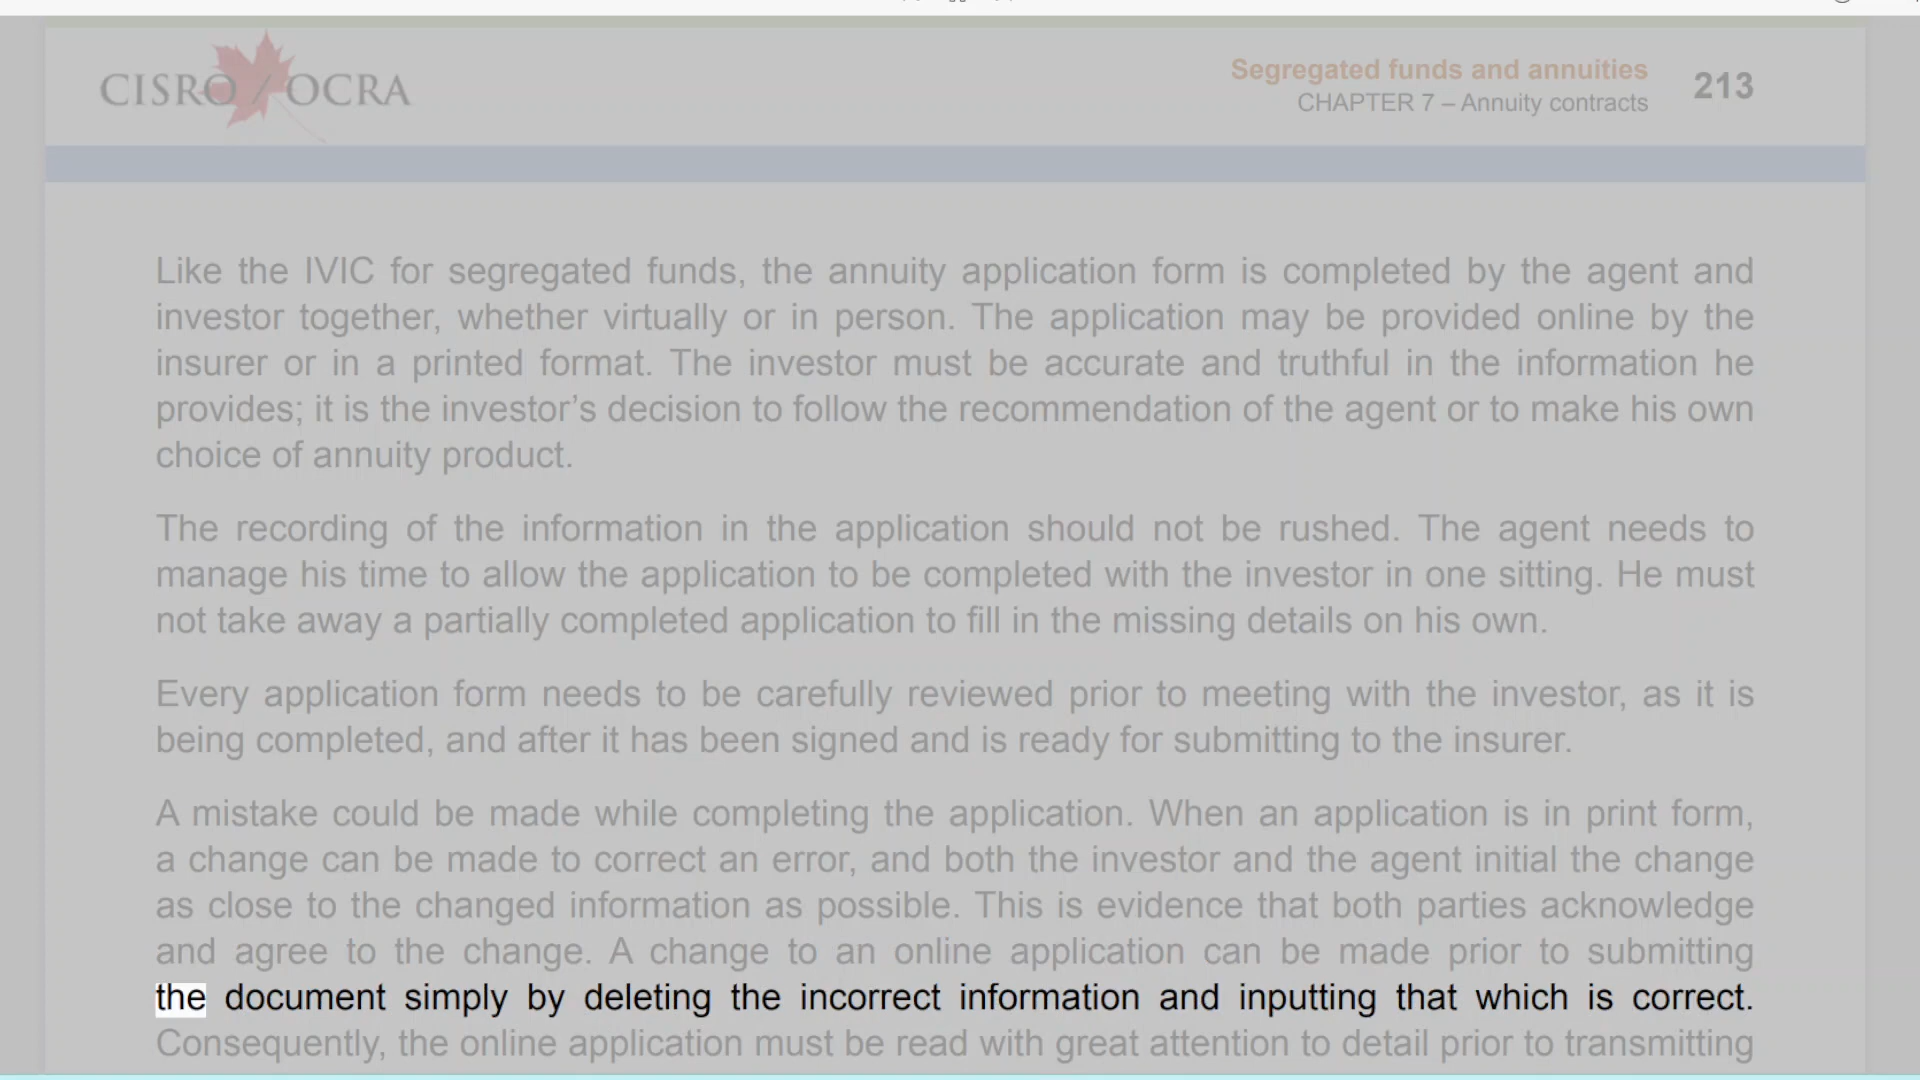 CISRO / OCRA
Segregated funds and annuities
CHAPTER 7 – Annuity contracts
213
Like the IVIC for segregated funds, the annuity application form is completed by the agent and
investor together, whether virtually or in person. The application may be provided online by the
insurer or in a printed format. The investor must be accurate and truthful in the information he
provides; it is the investor’s decision to follow the recommendation of the agent or to make his own
choice of annuity product.
The recording of the information in the application should not be rushed. The agent needs to
manage his time to allow the application to be completed with the investor in one sitting. He must
not take away a partially completed application to fill in the missing details on his own.
Every application form needs to be carefully reviewed prior to meeting with the investor, as it is
being completed, and after it has been signed and is ready for submitting to the insurer.
A mistake could be made while completing the application. When an application is in print form,
a change can be made to correct an error, and both the investor and the agent initial the change
as close to the changed information as possible. This is evidence that both parties acknowledge
and agree to the change. A change to an online application can be made prior to submitting
the document simply by deleting the incorrect information and inputting that which is correct.
Consequently, the online application must be read with great attention to detail prior to transmitting